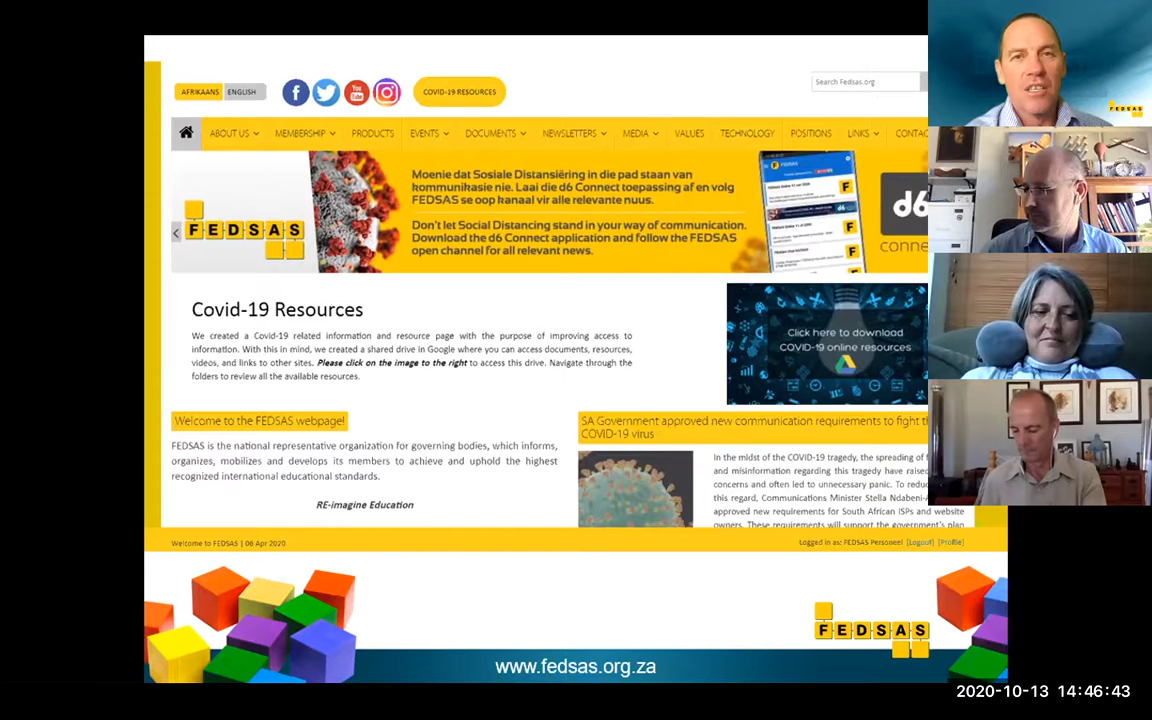 AFRIKAANS ENGLISH
COVID-19 RESOURCES
Search Fedsas.org
ABOUT US MEMBERSHIP PRODUCTS EVENTS DOCUMENTS NEWSLETTERS MEDIA VALUES TECHNOLOGY POSITIONS LINKS CONTAC
FEDSAS
Moenie dat Sosiale Distansiëring in die pad staan van
kommunikasie nie. Laai die d6 Connect toepassing af en volg
FEDSAS se oop kanaal vir alle relevante nuus.
Don't let Social Distancing stand in your way of communication.
Download the d6 Connect application and follow the FEDSAS
open channel for all relevant news.
d6
conne
Covid-19 Resources
We created a Covid-19 related information and resource page with the purpose of improving access to
information. With this in mind, we created a shared drive in Google where you can access documents, resources,
videos, and links to other sites. Please click on the image to the right to access this drive. Navigate through the
folders to review all the available resources.
Click here to download
COVID-19 online resources
Welcome to the FEDSAS webpage!
FEDSAS is the national representative organization for governing bodies, which informs,
organizes, mobilizes and develops its members to achieve and uphold the highest
recognized international educational standards.
RE-imagine Education
SA Government approved new communication requirements to fight th
COVID-19 virus
In the midst of the COVID-19 tragedy, the spreading of f
and misinformation regarding this tragedy have raised
concerns and often led to unnecessary panic. To reduc
this regard, Communications Minister Stella Ndabeni-A
approved new requirements for South African ISPs and website
owners. These requirements will support the government's plan
Welcome to FEDSAS | 06 Apr 2020
Logged in as: FEDSAS Personeel [Logout] [Profile]
FEDSAS
www.fedsas.org.za
FEDSAS
2020-10-13 14:46:43